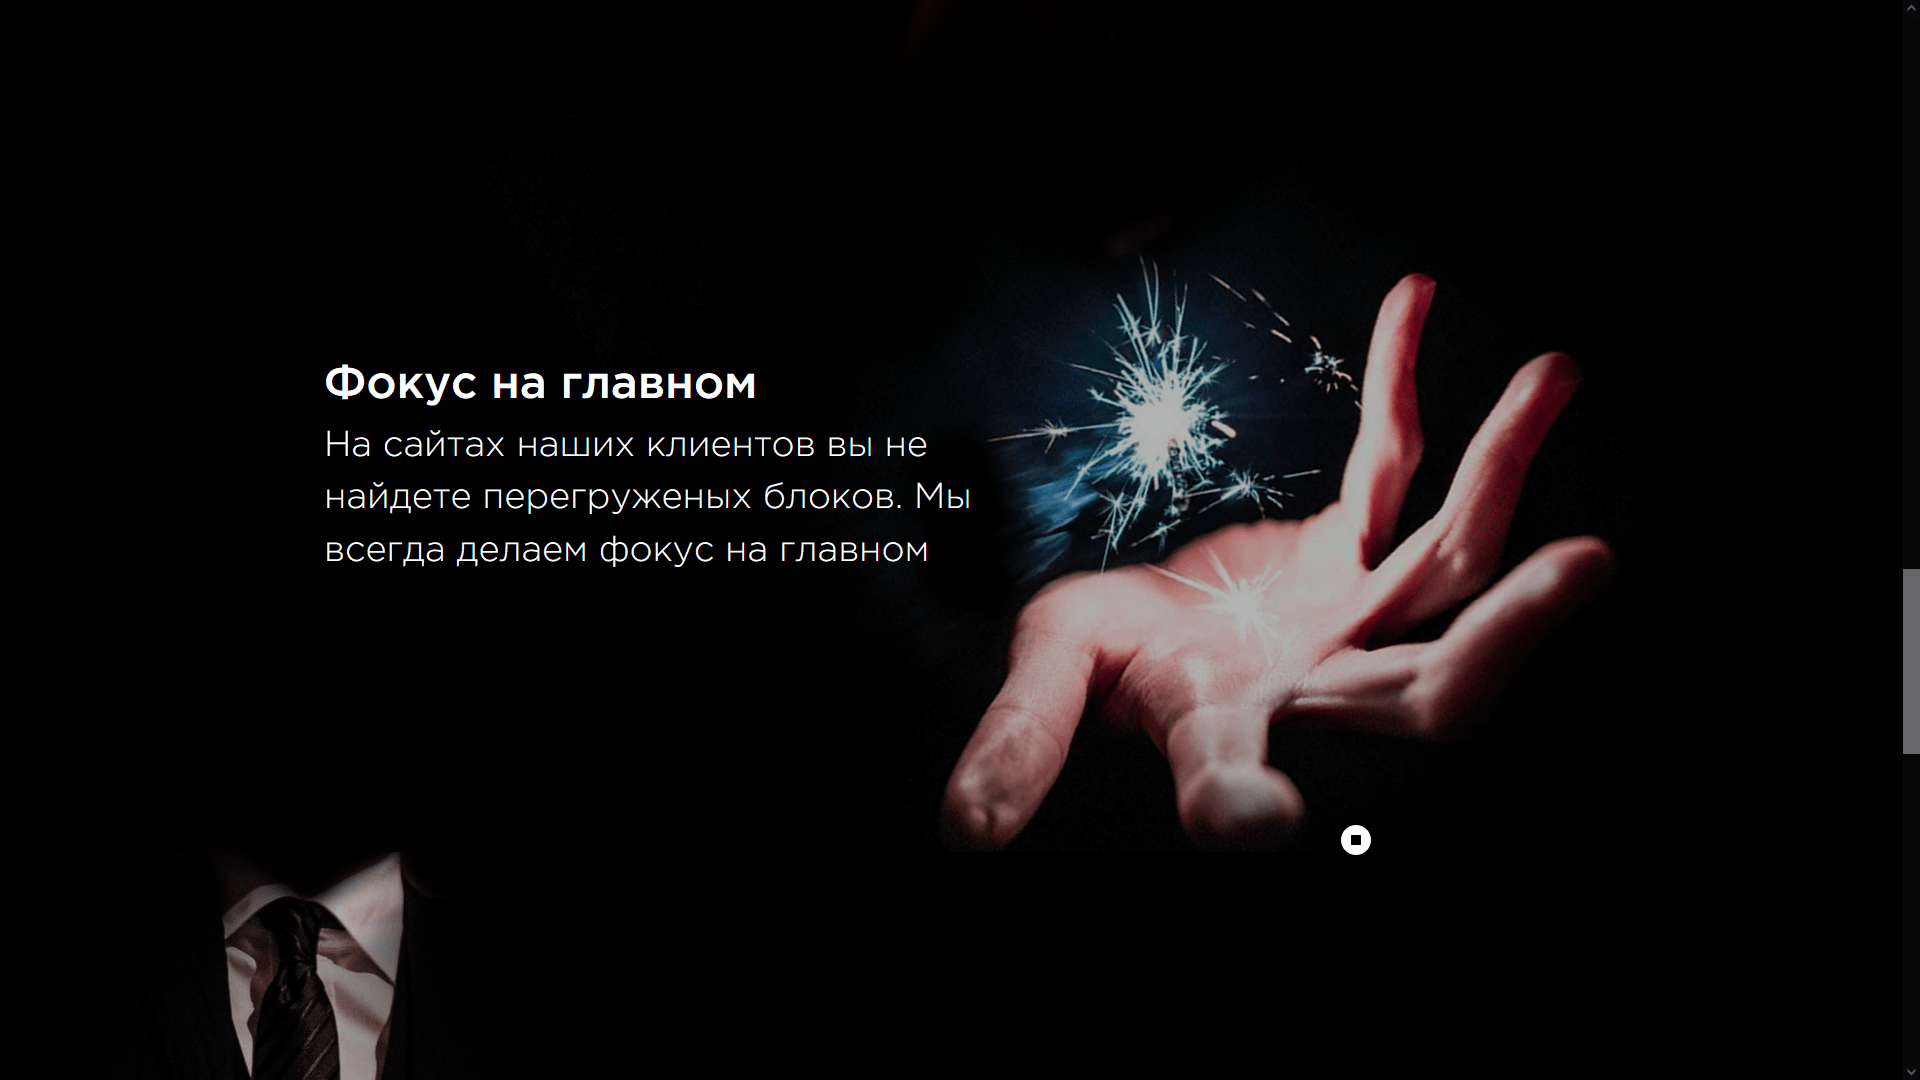 Фокус на главном
На сайтах наших клиентов вы не
найдете перегруженых блоков. Мы
всегда делаем фокус на главном